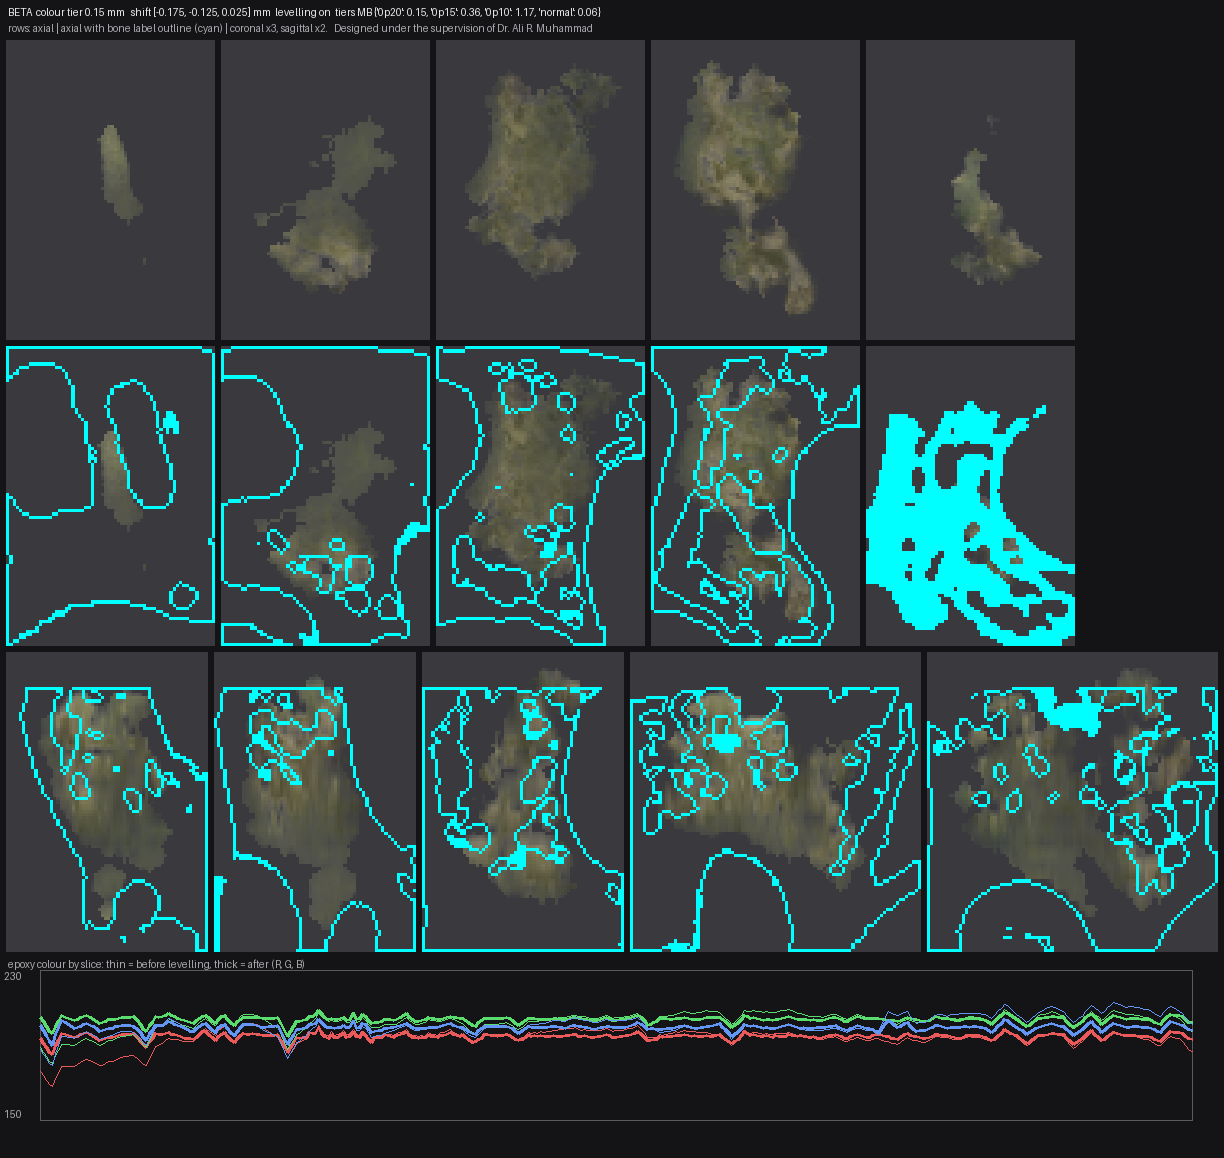 BETA colour tier 0.15 mm  shift [-0.175, -0.125, 0.025] mm  levelling on  tiers MB {'0p20': 0.15, '0p15': 0.36, '0p10': 1.17, 'normal': 0.06}
rows: axial | axial with bone label outline (cyan) | coronal x3, sagittal x2.  Designed under the supervision of Dr. Ali R. Muhammad
epoxy colour by slice: thin = before levelling, thick = after (R, G, B)
230
150